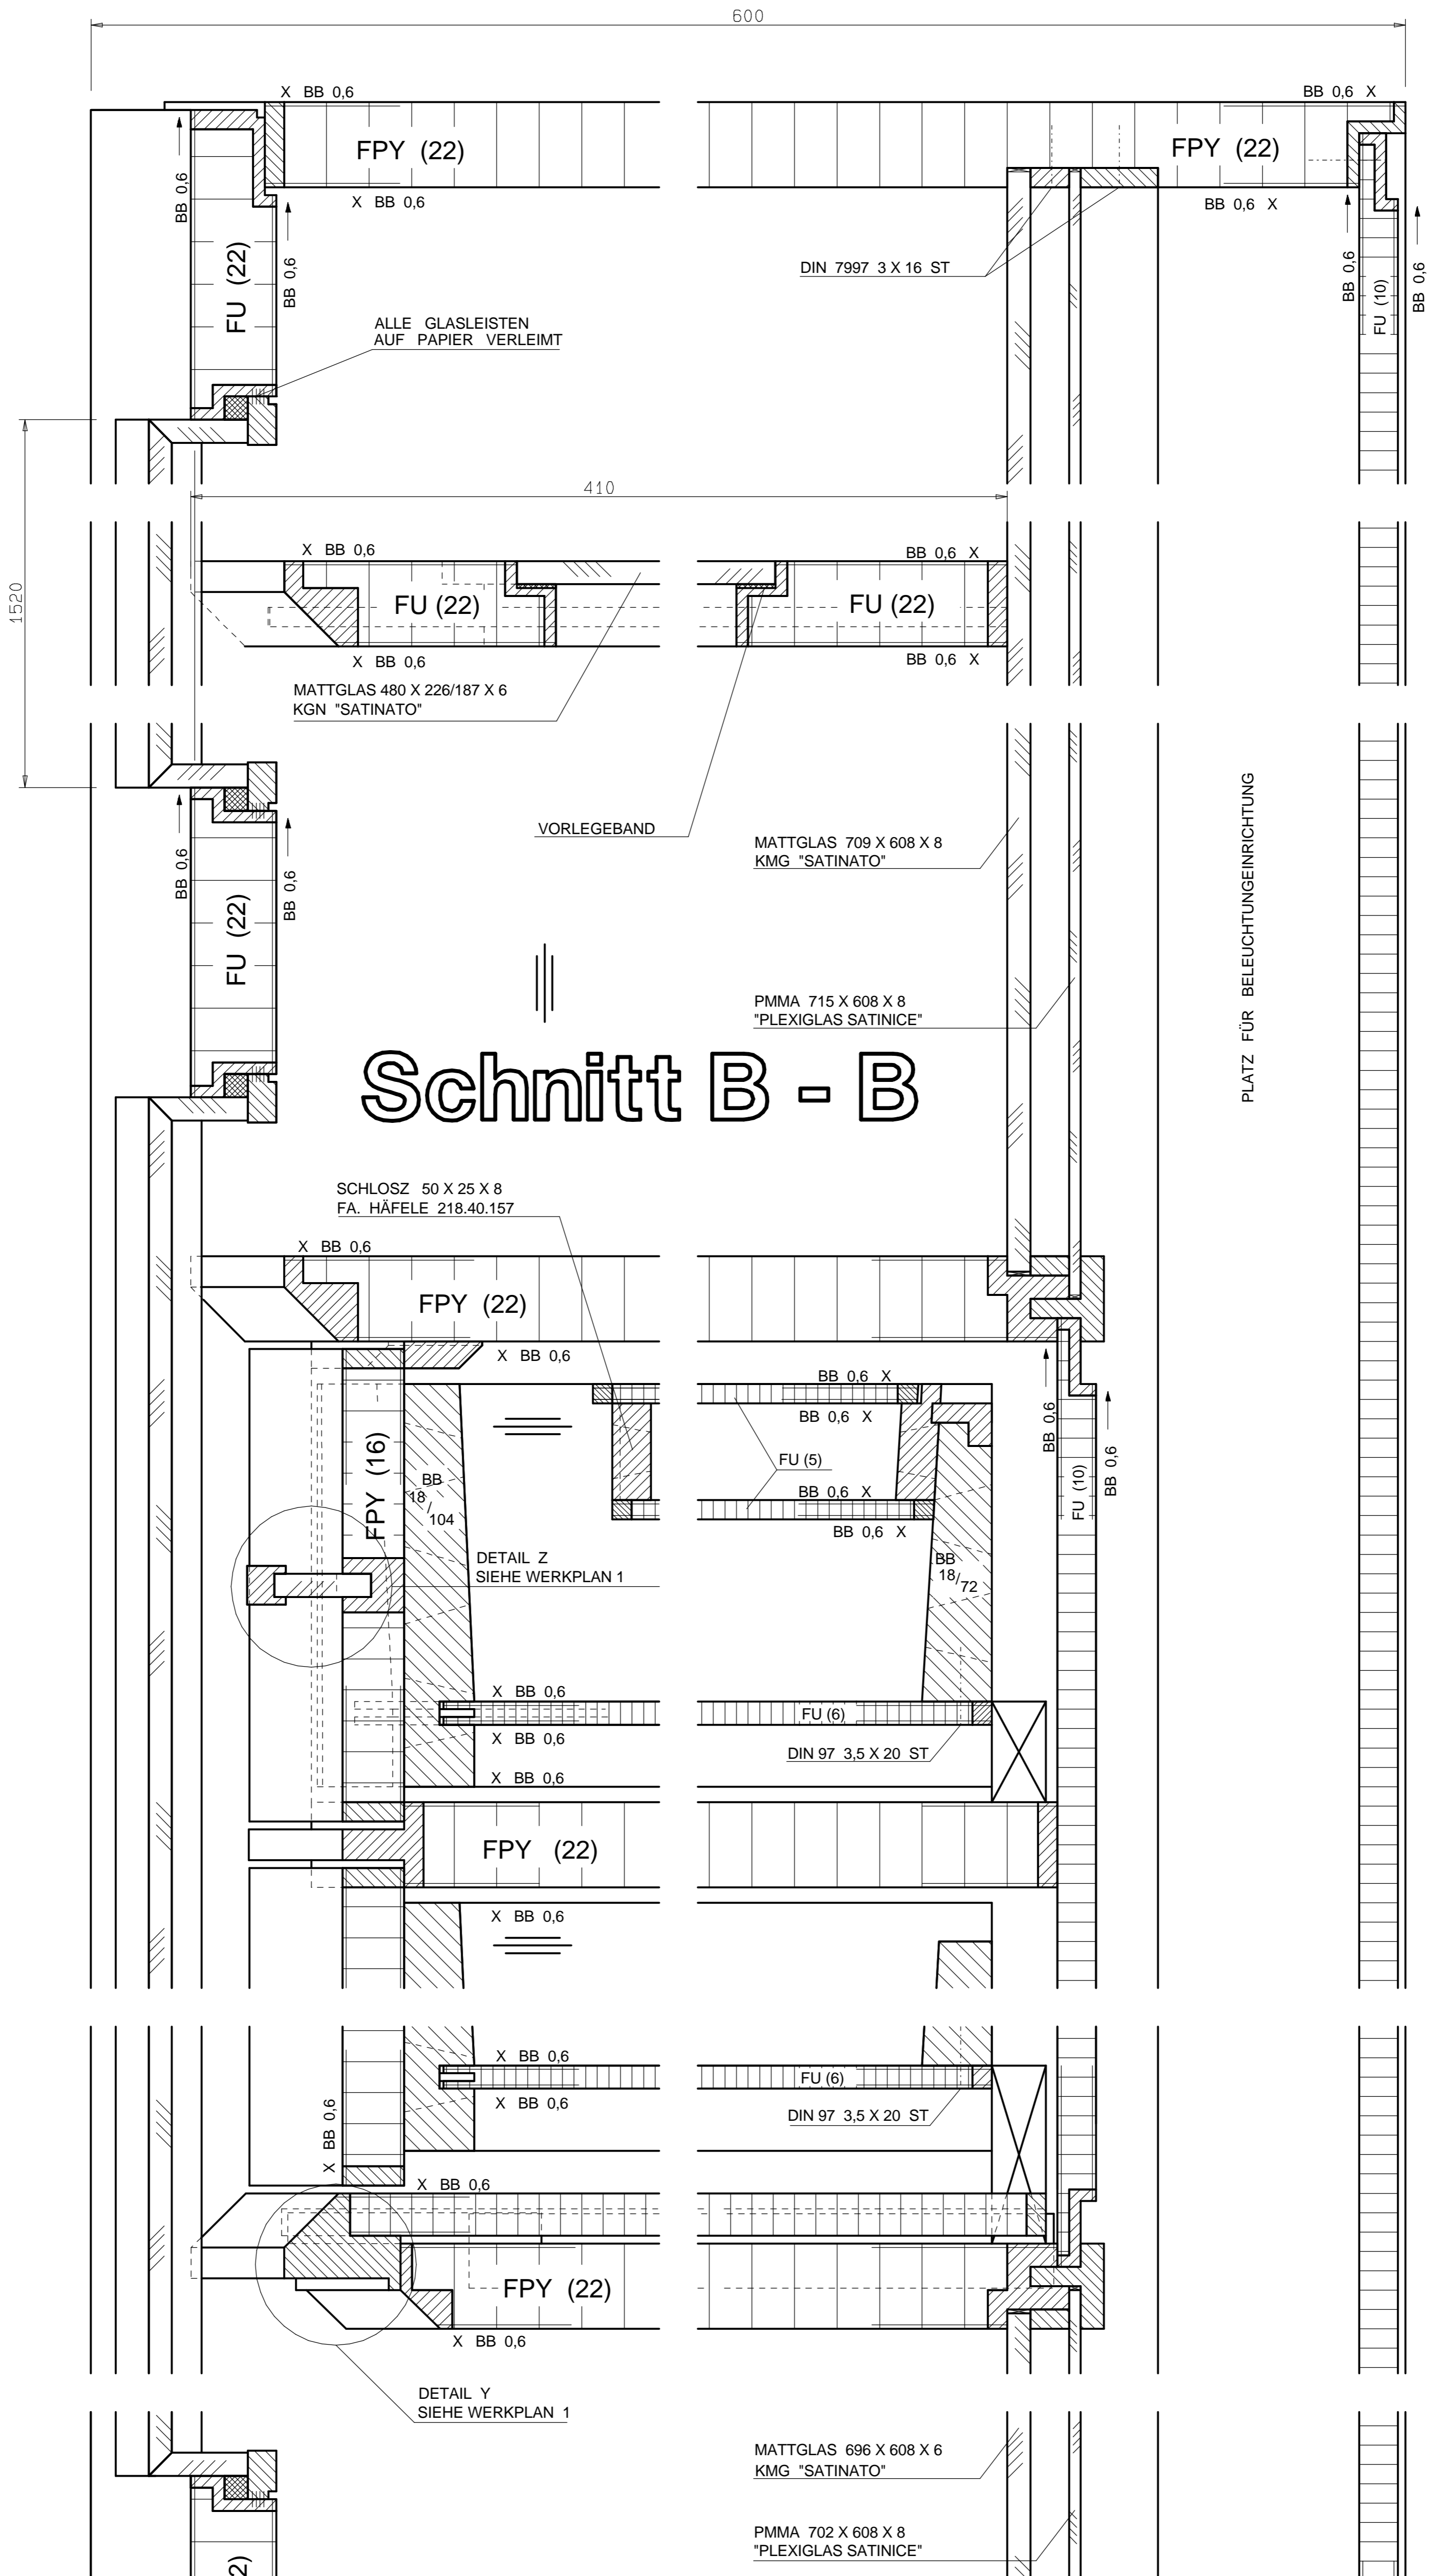 600
X BB 0,6
BB 0,6 X
FPY (22)
FPY (22)
BB 0,6
X BB 0,6
BB 0,6 X
FU (22)
BB 0,6
DIN 7997 3 X 16 ST
BB 0,6
FU (10)
BB 0,6
ALLE GLASLEISTEN
AUF PAPIER VERLEIMT
410
1520
X BB 0,6
BB 0,6 X
FU (22)
FU (22)
X BB 0,6
BB 0,6 X
MATTGLAS 480 X 226/187 X 6
KGN "SATINATO"
VORLEGEBAND
MATTGLAS 709 X 608 X 8
KMG "SATINATO"
BB 0,6
BB 0,6
FU (22)
PLATZ FÜR BELEUCHTUNGEINRICHTUNG
PMMA 715 X 608 X 8
"PLEXIGLAS SATINICE"
Schnitt B - B
SCHLOSZ 50 X 25 X 8
FA. HÄFELE 218.40.157
X BB 0,6
FPY (22)
X BB 0,6
BB 0,6 X
BB 0,6 X
BB 0,6
FPY (16)
FU (5)
BB
18/
104
BB 0,6 X
FU (10)
BB 0,6
BB 0,6 X
DETAIL Z
SIEHE WERKPLAN 1
BB
18/72
X BB 0,6
FU (6)
X BB 0,6
DIN 97 3,5 X 20 ST
X BB 0,6
FPY (22)
X BB 0,6
X BB 0,6
FU (6)
X BB 0,6
X BB 0,6
DIN 97 3,5 X 20 ST
X BB 0,6
FPY (22)
X BB 0,6
DETAIL Y
SIEHE WERKPLAN 1
MATTGLAS 696 X 608 X 6
KMG "SATINATO"
PMMA 702 X 608 X 8
"PLEXIGLAS SATINICE"
2)